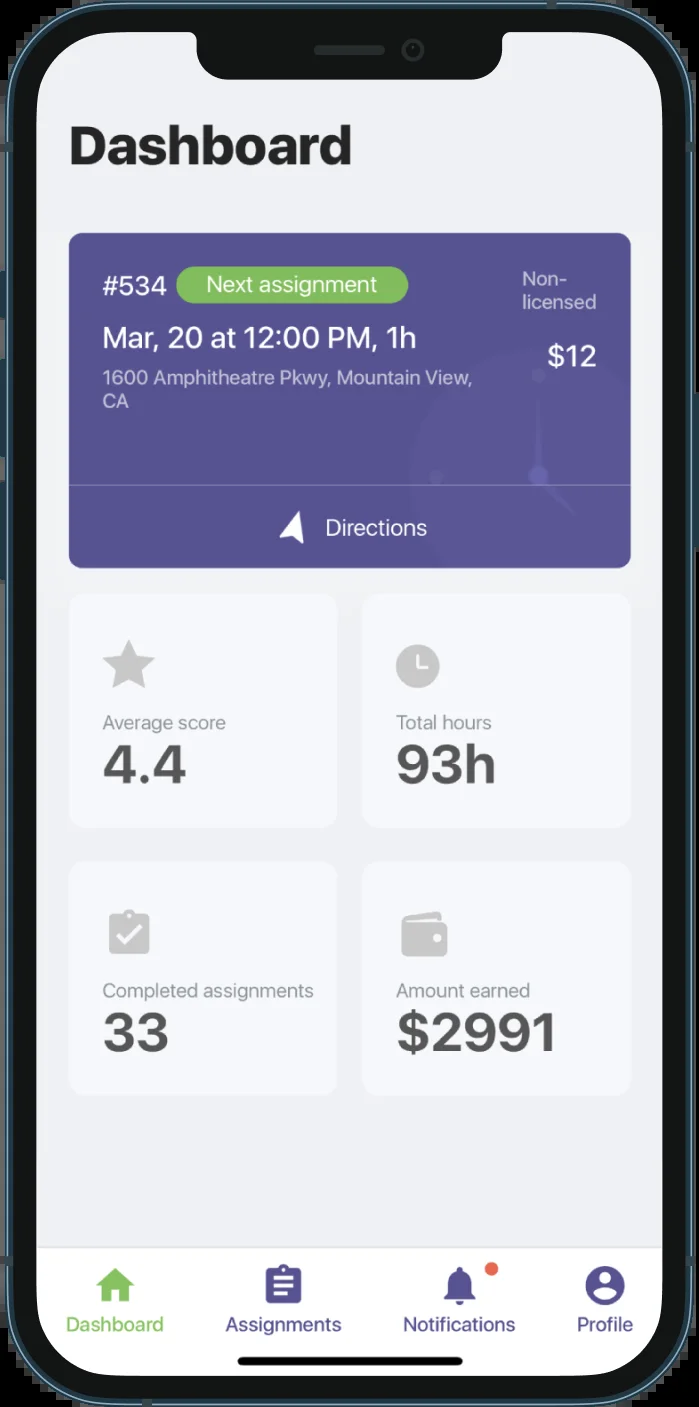 Dashboard
#534 Next assignment
Non-
licensed
Mar, 20 at 12:00 PM, 1h
$12
1600 Amphitheatre Pkwy, Mountain View,
CA
Directions
Average score
4.4
Total hours
93h
Completed assignments
33
Amount earned
$2991
Dashboard
Assignments
Notifications
Profile